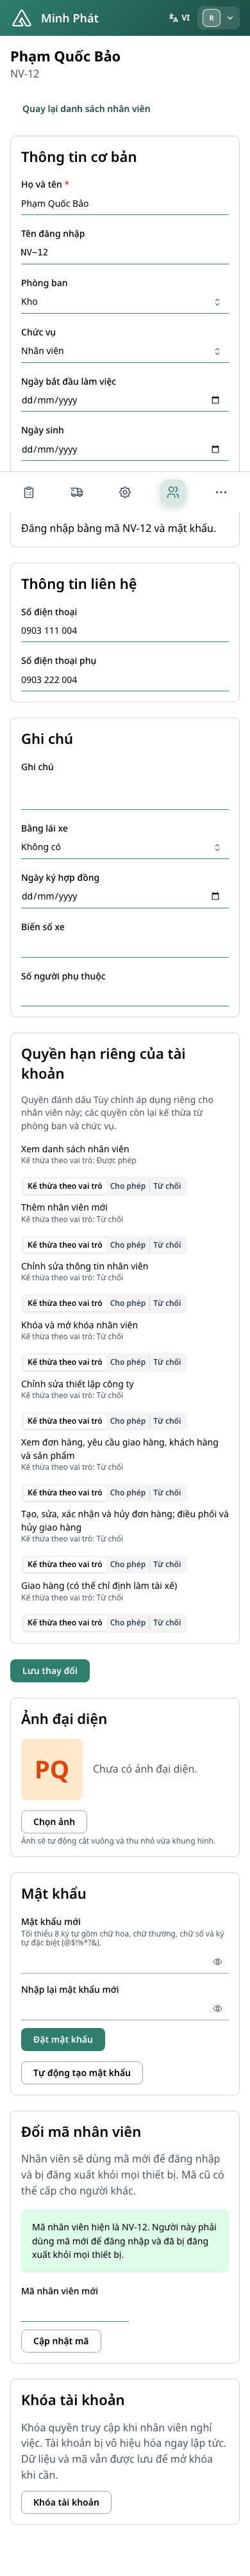 Minh Phát
VI
R
Phạm Quốc Bảo
NV-12
Quay lại danh sách nhân viên
Thông tin cơ bản
Họ và tên *
Phạm Quốc Bảo
Tên đăng nhập
NV-12
Phòng ban
Kho
Chức vụ
Nhân viên
Ngày bắt đầu làm việc
dd/mm/yyyy
Ngày sinh
dd/mm/yyyy
Đăng nhập bằng mã NV-12 và mật khẩu.
Thông tin liên hệ
Số điện thoại
0903 111 004
Số điện thoại phụ
0903 222 004
Ghi chú
Ghi chú
Bằng lái xe
Không có
Ngày ký hợp đồng
dd/mm/yyyy
Biển số xe
Số người phụ thuộc
Quyền hạn riêng của tài
khoản
Quyền đánh dấu Tùy chỉnh áp dụng riêng cho
nhân viên này; các quyền còn lại kế thừa từ
phòng ban và chức vụ.
Xem danh sách nhân viên
Kế thừa theo vai trò: Được phép
Kế thừa theo vai trò Cho phép Từ chối
Thêm nhân viên mới
Kế thừa theo vai trò: Từ chối
Kế thừa theo vai trò Cho phép Từ chối
Chỉnh sửa thông tin nhân viên
Kế thừa theo vai trò: Từ chối
Kế thừa theo vai trò Cho phép Từ chối
Khóa và mở khóa nhân viên
Kế thừa theo vai trò: Từ chối
Kế thừa theo vai trò Cho phép Từ chối
Chỉnh sửa thiết lập công ty
Kế thừa theo vai trò: Từ chối
Kế thừa theo vai trò Cho phép Từ chối
Xem đơn hàng, yêu cầu giao hàng, khách hàng
và sản phẩm
Kế thừa theo vai trò: Từ chối
Kế thừa theo vai trò Cho phép Từ chối
Tạo, sửa, xác nhận và hủy đơn hàng; điều phối và
hủy giao hàng
Kế thừa theo vai trò: Từ chối
Kế thừa theo vai trò Cho phép Từ chối
Giao hàng (có thể chỉ định làm tài xế)
Kế thừa theo vai trò: Từ chối
Kế thừa theo vai trò Cho phép Từ chối
Lưu thay đổi
Ảnh đại diện
PQ
Chưa có ảnh đại diện.
Chọn ảnh
Ảnh sẽ tự động cắt vuông và thu nhỏ vừa khung hình.
Mật khẩu
Mật khẩu mới
Tối thiểu 8 ký tự gồm chữ hoa, chữ thường, chữ số và ký
tự đặc biệt (@$!%*?&).
Nhập lại mật khẩu mới
Đặt mật khẩu
Tự động tạo mật khẩu
Đổi mã nhân viên
Nhân viên sẽ dùng mã mới để đăng nhập
và bị đăng xuất khỏi mọi thiết bị. Mã cũ có
thể cấp cho người khác.
Mã nhân viên hiện là NV-12. Người này phải
dùng mã mới để đăng nhập và đã bị đăng
xuất khỏi mọi thiết bị.
Mã nhân viên mới
Cập nhật mã
Khóa tài khoản
Khóa quyền truy cập khi nhân viên nghỉ
việc. Tài khoản bị vô hiệu hóa ngay lập tức.
Dữ liệu và mã vẫn được lưu để mở khóa
khi cần.
Khóa tài khoản